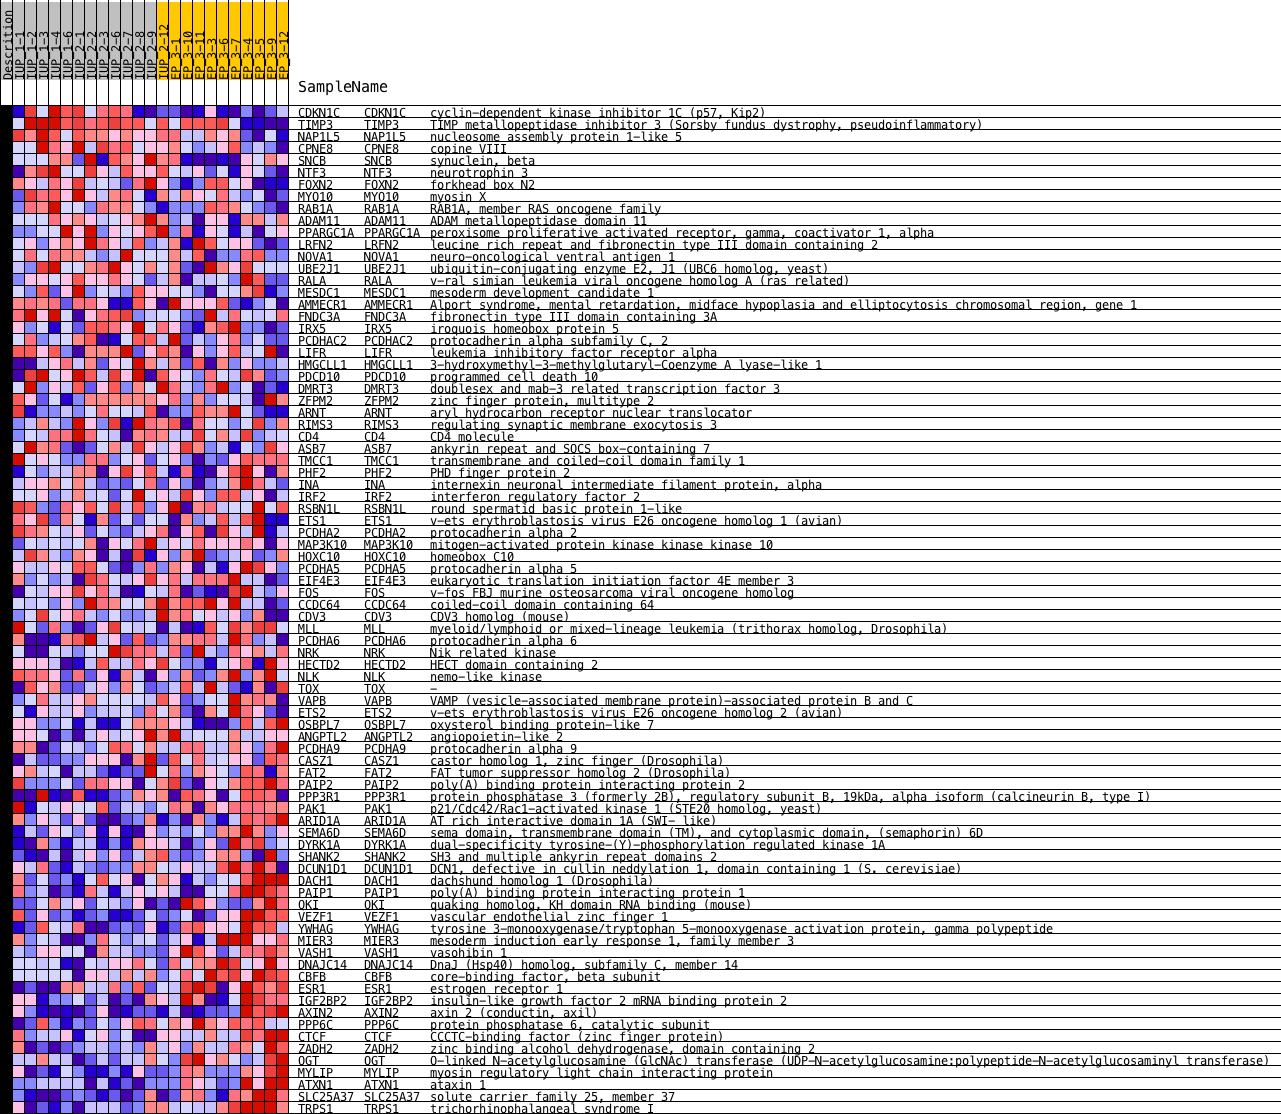 Descrition
IUP_1-1
IUP_1-2
IUP_1-3
IUP_1-4
IUP_1-6
IUP_2-1
IUP_2-2
IUP_2-3
IUP_2-6
IUP_2-7
IUP_2-8
IUP_2-9
IUP_2-12
EP_3-1
EP_3-10
EP_3-11
EP_3-3
EP_3-6
EP_3-7
EP_3-4
EP_3-5
EP_3-9
EP_3-12
SampleName
CDKN1C CDKN1C cyclin-dependent kinase inhibitor 1C (p57, Kip2)
TIMP3 TIMP3 TIMP metallopeptidase inhibitor 3 (Sorsby fundus dystrophy, pseudoinflammatory)
NAP1L5 NAP1L5 nucleosome assembly protein 1-like 5
CPNE8 CPNE8 copine VIII
SNCB SNCB synuclein, beta
NTF3 NTF3 neurotrophin 3
FOXN2 FOXN2 forkhead box N2
MYO10 MYO10 myosin X
RAB1A RAB1A RAB1A, member RAS oncogene family
ADAM11 ADAM11 ADAM metallopeptidase domain 11
PPARGC1A PPARGC1A peroxisome proliferative activated receptor, gamma, coactivator 1, alpha
LRFN2 LRFN2 leucine rich repeat and fibronectin type III domain containing 2
NOVA1 NOVA1 neuro-oncological ventral antigen 1
UBE2J1 UBE2J1 ubiquitin-conjugating enzyme E2, J1 (UBC6 homolog, yeast)
RALA RALA v-ral simian leukemia viral oncogene homolog A (ras related)
MESDC1 MESDC1 mesoderm development candidate 1
AMMECR1 AMMECR1 Alport syndrome, mental retardation, midface hypoplasia and elliptocytosis chromosomal region, gene 1
FNDC3A FNDC3A fibronectin type III domain containing 3A
IRX5 IRX5 iroquois homeobox protein 5
PCDHAC2 PCDHAC2 protocadherin alpha subfamily C, 2
LIFR LIFR leukemia inhibitory factor receptor alpha
HMGCLL1 HMGCLL1 3-hydroxymethyl-3-methylglutaryl-Coenzyme A lyase-like 1
PDCD10 PDCD10 programmed cell death 10
DMRT3 DMRT3 doublesex and mab-3 related transcription factor 3
ZFPM2 ZFPM2 zinc finger protein, multitype 2
ARNT ARNT aryl hydrocarbon receptor nuclear translocator
RIMS3 RIMS3 regulating synaptic membrane exocytosis 3
CD4 CD4 CD4 molecule
ASB7 ASB7 ankyrin repeat and SOCS box-containing 7
TMCC1 TMCC1 transmembrane and coiled-coil domain family 1
PHF2 PHF2 PHD finger protein 2
INA INA internexin neuronal intermediate filament protein, alpha
IRF2 IRF2 interferon regulatory factor 2
RSBN1L RSBN1L round spermatid basic protein 1-like
ETS1 ETS1 v-ets erythroblastosis virus E26 oncogene homolog 1 (avian)
PCDHA2 PCDHA2 protocadherin alpha 2
MAP3K10 MAP3K10 mitogen-activated protein kinase kinase kinase 10
HOXC10 HOXC10 homeobox C10
PCDHA5 PCDHA5 protocadherin alpha 5
EIF4E3 EIF4E3 eukaryotic translation initiation factor 4E member 3
FOS FOS v-fos FBJ murine osteosarcoma viral oncogene homolog
CCDC64 CCDC64 coiled-coil domain containing 64
CDV3 CDV3 CDV3 homolog (mouse)
MLL MLL myeloid/lymphoid or mixed-lineage leukemia (trithorax homolog, Drosophila)
PCDHA6 PCDHA6 protocadherin alpha 6
NRK NRK Nik related kinase
HECTD2 HECTD2 HECT domain containing 2
NLK NLK nemo-like kinase
TOX TOX -
VAPB VAPB VAMP (vesicle-associated membrane protein)-associated protein B and C
ETS2 ETS2 v-ets erythroblastosis virus E26 oncogene homolog 2 (avian)
OSBPL7 OSBPL7 oxysterol binding protein-like 7
ANGPTL2 ANGPTL2 angiopoietin-like 2
PCDHA9 PCDHA9 protocadherin alpha 9
CASZ1 CASZ1 castor homolog 1, zinc finger (Drosophila)
FAT2 FAT2 FAT tumor suppressor homolog 2 (Drosophila)
PAIP2 PAIP2 poly(A) binding protein interacting protein 2
PPP3R1 PPP3R1 protein phosphatase 3 (formerly 2B), regulatory subunit B, 19kDa, alpha isoform (calcineurin B, type I)
PAK1 PAK1 p21/Cdc42/Rac1-activated kinase 1 (STE20 homolog, yeast)
ARID1A ARID1A AT rich interactive domain 1A (SWI- like)
SEMA6D SEMA6D sema domain, transmembrane domain (TM), and cytoplasmic domain, (semaphorin) 6D
DYRK1A DYRK1A dual-specificity tyrosine-(Y)-phosphorylation regulated kinase 1A
SHANK2 SHANK2 SH3 and multiple ankyrin repeat domains 2
DCUN1D1 DCUN1D1 DCN1, defective in cullin neddylation 1, domain containing 1 (S. cerevisiae)
DACH1 DACH1 dachshund homolog 1 (Drosophila)
PAIP1 PAIP1 poly(A) binding protein interacting protein 1
QKI QKI quaking homolog, KH domain RNA binding (mouse)
VEZF1 VEZF1 vascular endothelial zinc finger 1
YWHAG YWHAG tyrosine 3-monooxygenase/tryptophan 5-monooxygenase activation protein, gamma polypeptide
MIER3 MIER3 mesoderm induction early response 1, family member 3
VASH1 VASH1 vasohibin 1
DNAJC14 DNAJC14 DnaJ (Hsp40) homolog, subfamily C, member 14
CBFB CBFB core-binding factor, beta subunit
ESR1 ESR1 estrogen receptor 1
IGF2BP2 IGF2BP2 insulin-like growth factor 2 mRNA binding protein 2
AXIN2 AXIN2 axin 2 (conductin, axil)
PPP6C PPP6C protein phosphatase 6, catalytic subunit
CTCF CTCF CCCTC-binding factor (zinc finger protein)
ZADH2 ZADH2 zinc binding alcohol dehydrogenase, domain containing 2
OGT OGT O-linked N-acetylglucosamine (GlcNAc) transferase (UDP-N-acetylglucosamine:polypeptide-N-acetylglucosaminyl transferase)
MYLIP MYLIP myosin regulatory light chain interacting protein
ATXN1 ATXN1 ataxin 1
SLC25A37 SLC25A37 solute carrier family 25, member 37
TRPS1 TRPS1 trichorhinophalangeal syndrome I